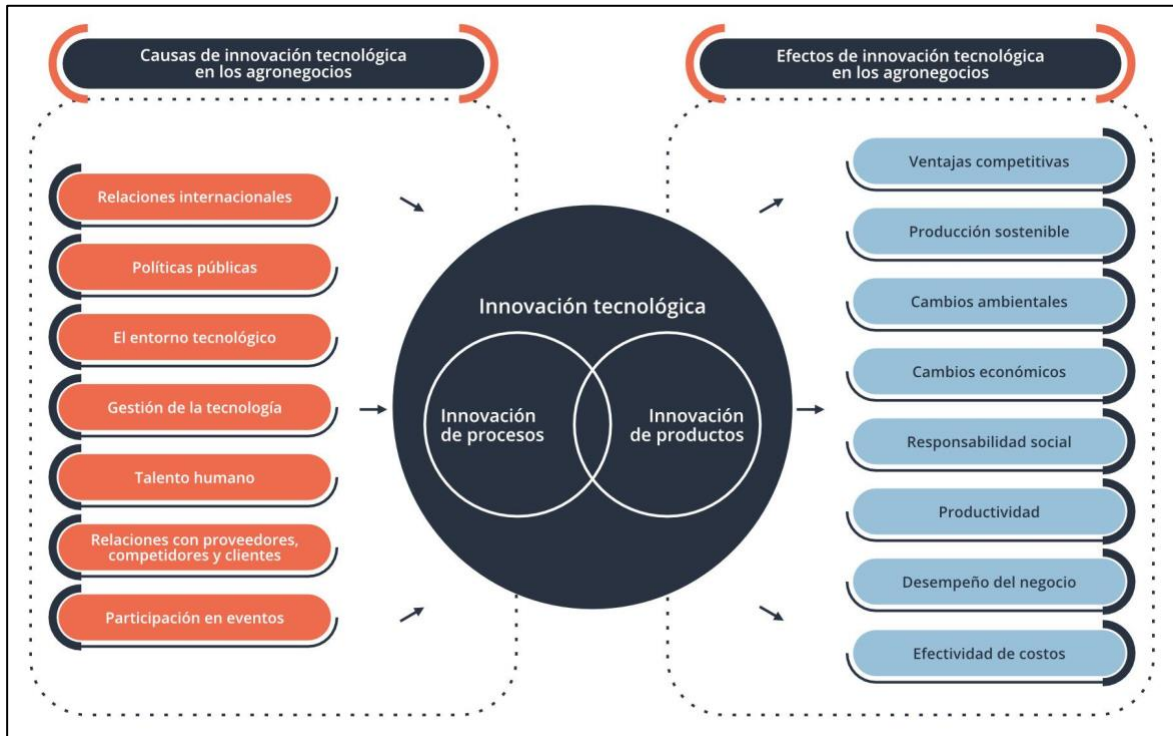 Causas de innovación tecnológica
en los agronegocios
Efectos de innovación tecnológica
en los agronegocios
Relaciones internacionales
Políticas públicas
El entorno tecnológico
Gestión de la tecnología
Talento humano
Relaciones con proveedores,
competidores y clientes
Participación en eventos
Innovación tecnológica
Innovación
de procesos
Innovación
de productos
Ventajas competitivas
Producción sostenible
Cambios ambientales
Cambios económicos
Responsabilidad social
Productividad
Desempeño del negocio
Efectividad de costos